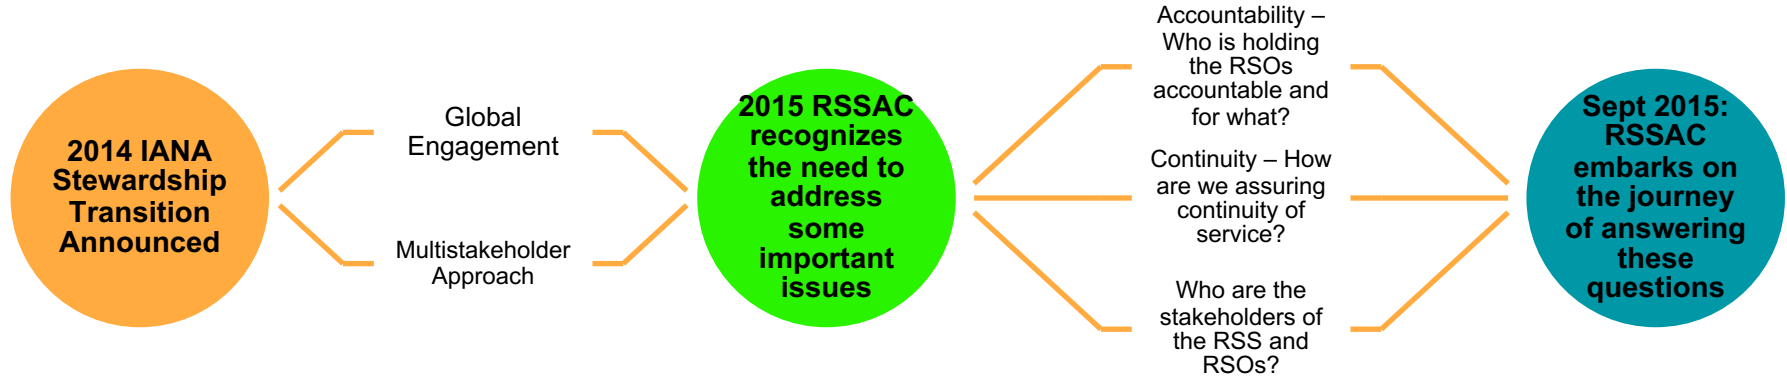 2014 IANA
Stewardship
Transition
Announced
Global
Engagement
Multistakeholder
Approach
2015 RSSAC
recognizes
the need to
address
some
important
issues
Accountability –
Who is holding
the RSOs
accountable and
for what?
Continuity – How
are we assuring
continuity of
service?
Who are the
stakeholders of
the RSS and
RSOs?
Sept 2015:
RSSAC
embarks on
the journey
of answering
these
questions